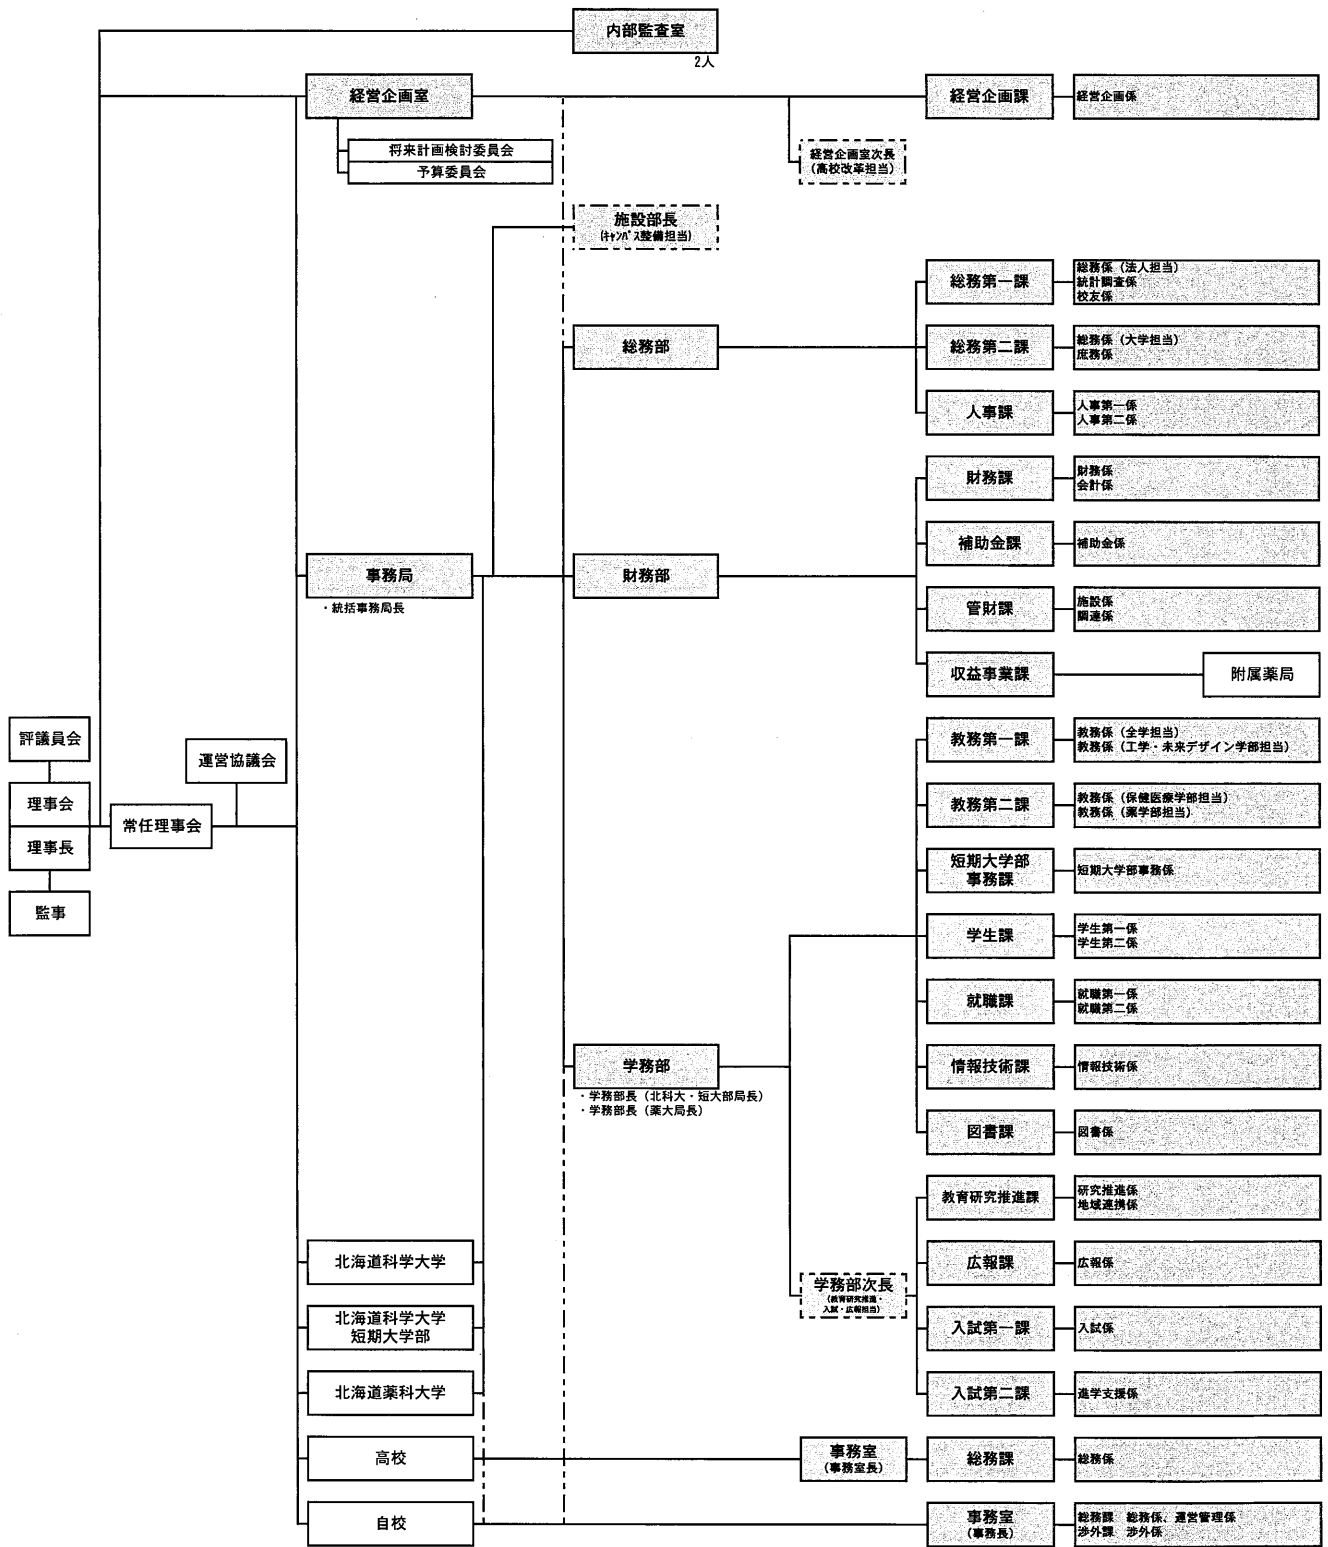 内部監査室
2人
経営企画室
経営企画課
経営企画係
将来計画検討委員会
予算委員会
経営企画室次長
(高校改革担当)
施設部長
(ｷｬﾝﾊﾟｽ整備担当)
総務第一課
総務係（法人担当）
統計調査係
校友係
総務部
総務第二課
総務係（大学担当）
庶務係
人事課
人事第一係
人事第二係
財務課
財務係
会計係
補助金課
補助金係
事務局
・統括事務局長
財務部
管財課
施設係
調達係
収益事業課
附属薬局
評議員会
理事会
理事長
監事
常任理事会
運営協議会
教務第一課
教務係（全学担当）
教務係（工学・未来デザイン学部担当）
教務第二課
教務係（保健医療学部担当）
教務係（薬学部担当）
短期大学部
事務課
短期大学部事務係
学生課
学生第一係
学生第二係
就職課
就職第一係
就職第二係
学務部
・学務部長（北科大・短大部局長）
・学務部長（薬大局長）
情報技術課
情報技術係
図書課
図書係
教育研究推進課
研究推進係
地域連携係
北海道科学大学
学務部次長
(教育研究推進・
入試・広報担当)
広報課
広報係
北海道科学大学
短期大学部
入試第一課
入試係
北海道薬科大学
入試第二課
進学支援係
高校
事務室
(事務室長)
総務課
総務係
自校
事務室
(事務長)
総務課　総務係、運営管理係
渉外課　渉外係